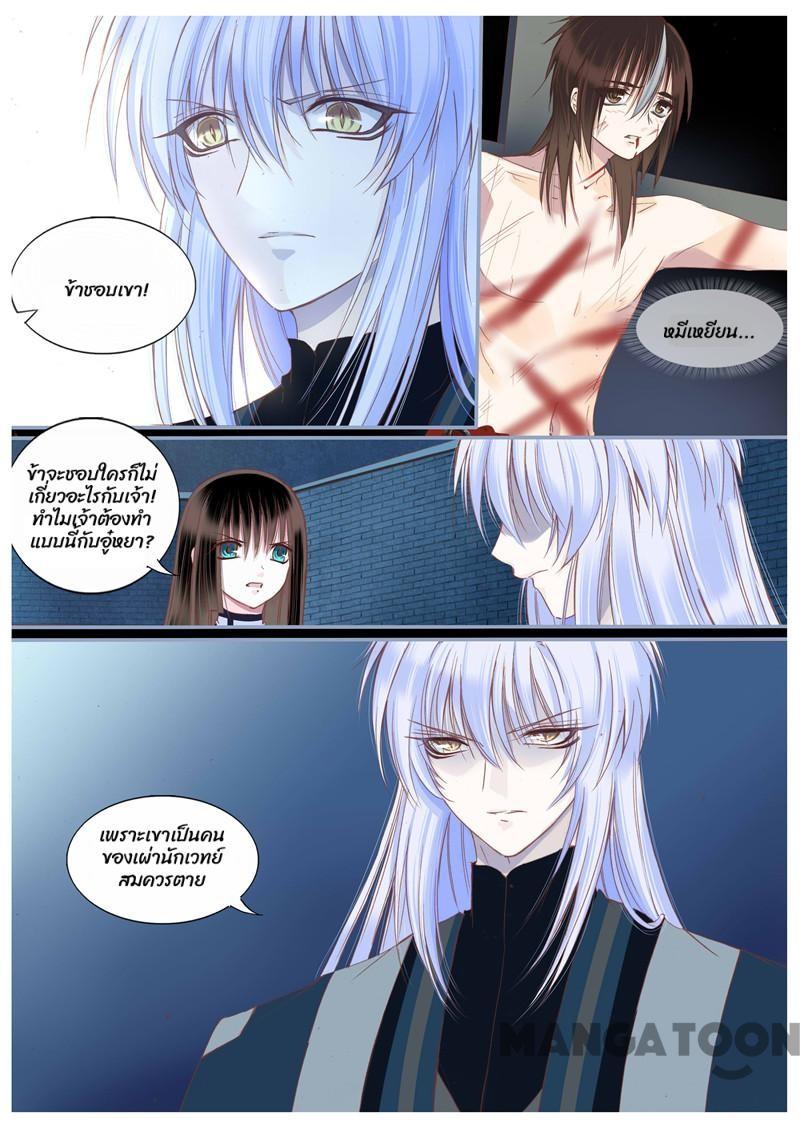 ข้าชอบเขา!
หมีเหยียน...
ข้าจะชอบใครก็ไม่
เกี่ยวอะไรกับเจ้า!
ทำไมเจ้าต้องทำ
แบบนี้กับอู๋หยา?
เพราะเขาเป็นคน
ของเผ่านักเวทย์
สมควรตาย
MANGATOON